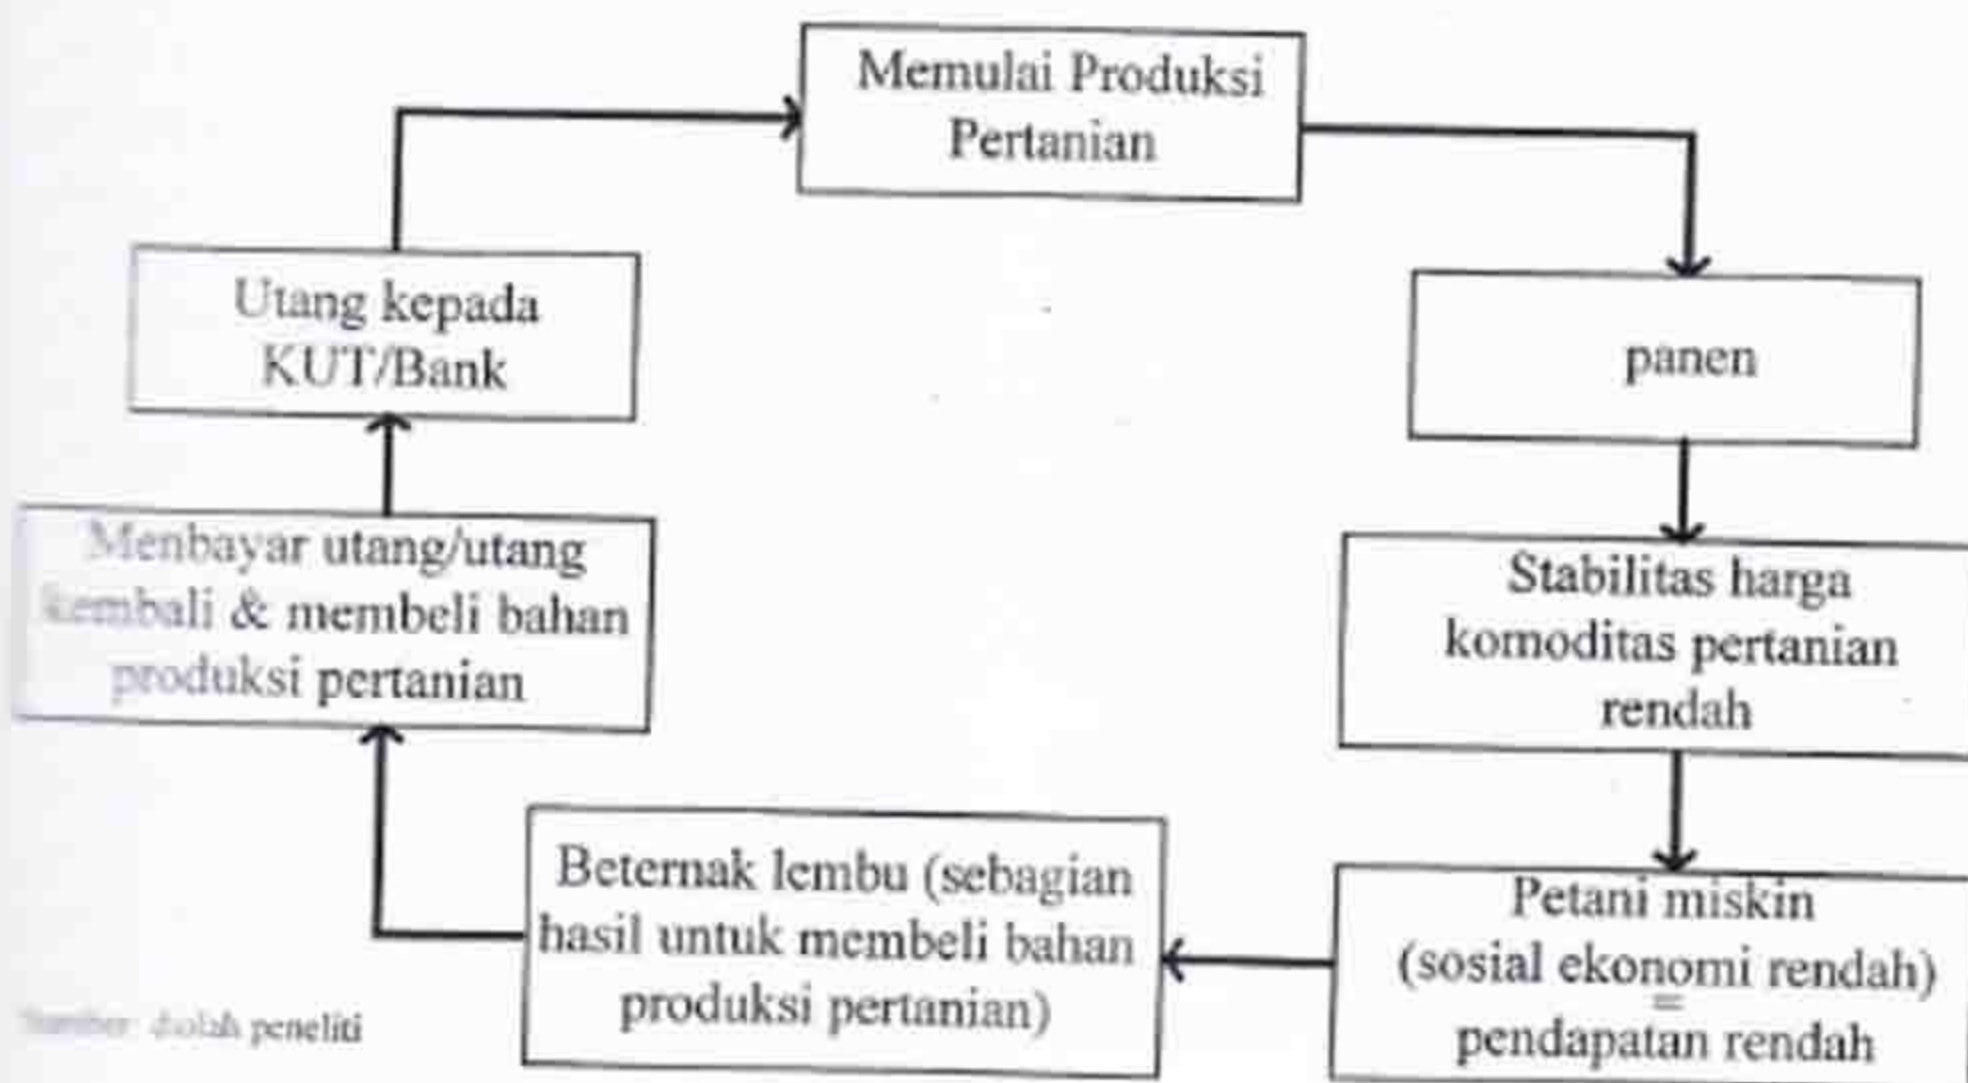 Memulai Produksi
Pertanian
Utang kepada
KUT/Bank
panen
Menbayar utang/utang
kembali & membeli bahan
produksi pertanian
Stabilitas harga
komoditas pertanian
rendah
Beternak lembu (sebagian
hasil untuk membeli bahan
produksi pertanian)
Petani miskin
(sosial ekonomi rendah)
=
pendapatan rendah
Sumber: diolah peneliti